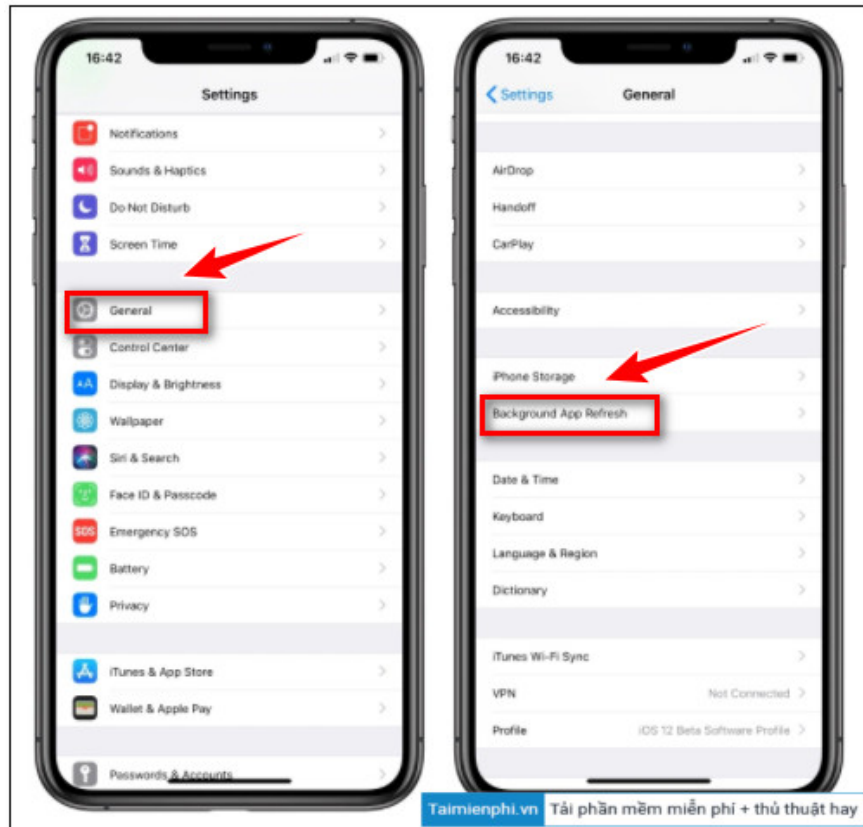 16:42
Settings
Notifications
Sounds & Haptics
Do Not Disturb
Screen Time
General
Control Center
AA Display & Brightness
Wallpaper
Siri & Search
Face ID & Passcode
SOS Emergency SOS
Battery
Privacy
iTunes & App Store
Wallet & Apple Pay
Passwords & Accounts
16:42
Settings General
AirDrop
Handoff
CarPlay
Accessibility
iPhone Storage
Background App Refresh
Date & Time
Keyboard
Language & Region
Dictionary
iTunes Wi-Fi Sync
VPN Not Connected
Profile iOS 12 Beta Software Profile
Taimienphi.vn Tải phần mềm miễn phí + thủ thuật hay